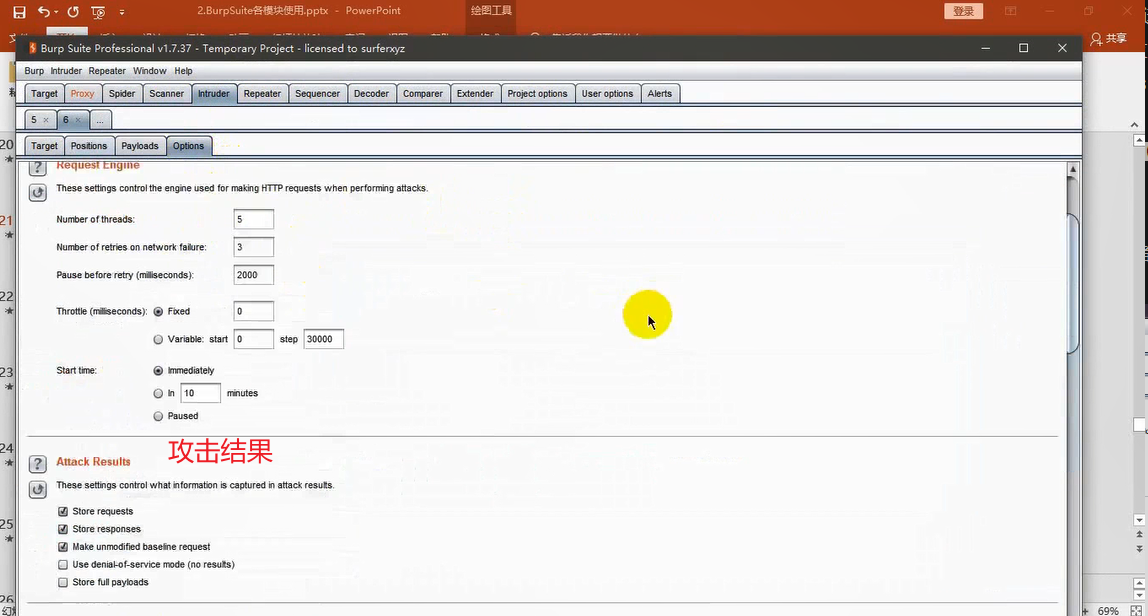 2.BurpSuite各模块使用.pptx - PowerPoint
绘图工具
登录
共享
Burp Suite Professional v1.7.37 - Temporary Project - licensed to surferxyz
Burp Intruder Repeater Window Help
Target Proxy Spider Scanner Intruder Repeater Sequencer Decoder Comparer Extender Project options User options Alerts
5 × 6 × ...
Target Positions Payloads Options
? Request Engine
These settings control the engine used for making HTTP requests when performing attacks.
Number of threads: 5
Number of retries on network failure: 3
Pause before retry (milliseconds): 2000
Throttle (milliseconds): Fixed 0
Variable: start 0 step 30000
Start time: Immediately
In 10 minutes
Paused
攻击结果
? Attack Results
These settings control what information is captured in attack results.
Store requests
Store responses
Make unmodified baseline request
Use denial-of-service mode (no results)
Store full payloads
20
21
22
23
24
25
26
69%